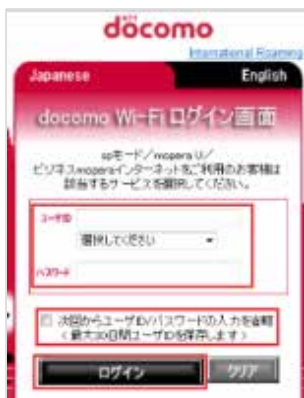 döcomo
International Roaming
Japanese English
docomo Wi-Fi ログイン画面
spモード/mopera U/
ビジネスmoperaインターネットをご利用のお客様は
該当するサービスを選択してください。
ユーザID
選択してください
パスワード
次回からユーザID/パスワードの入力を省略
(最大30日間ユーザIDを保存します)
ログイン クリア